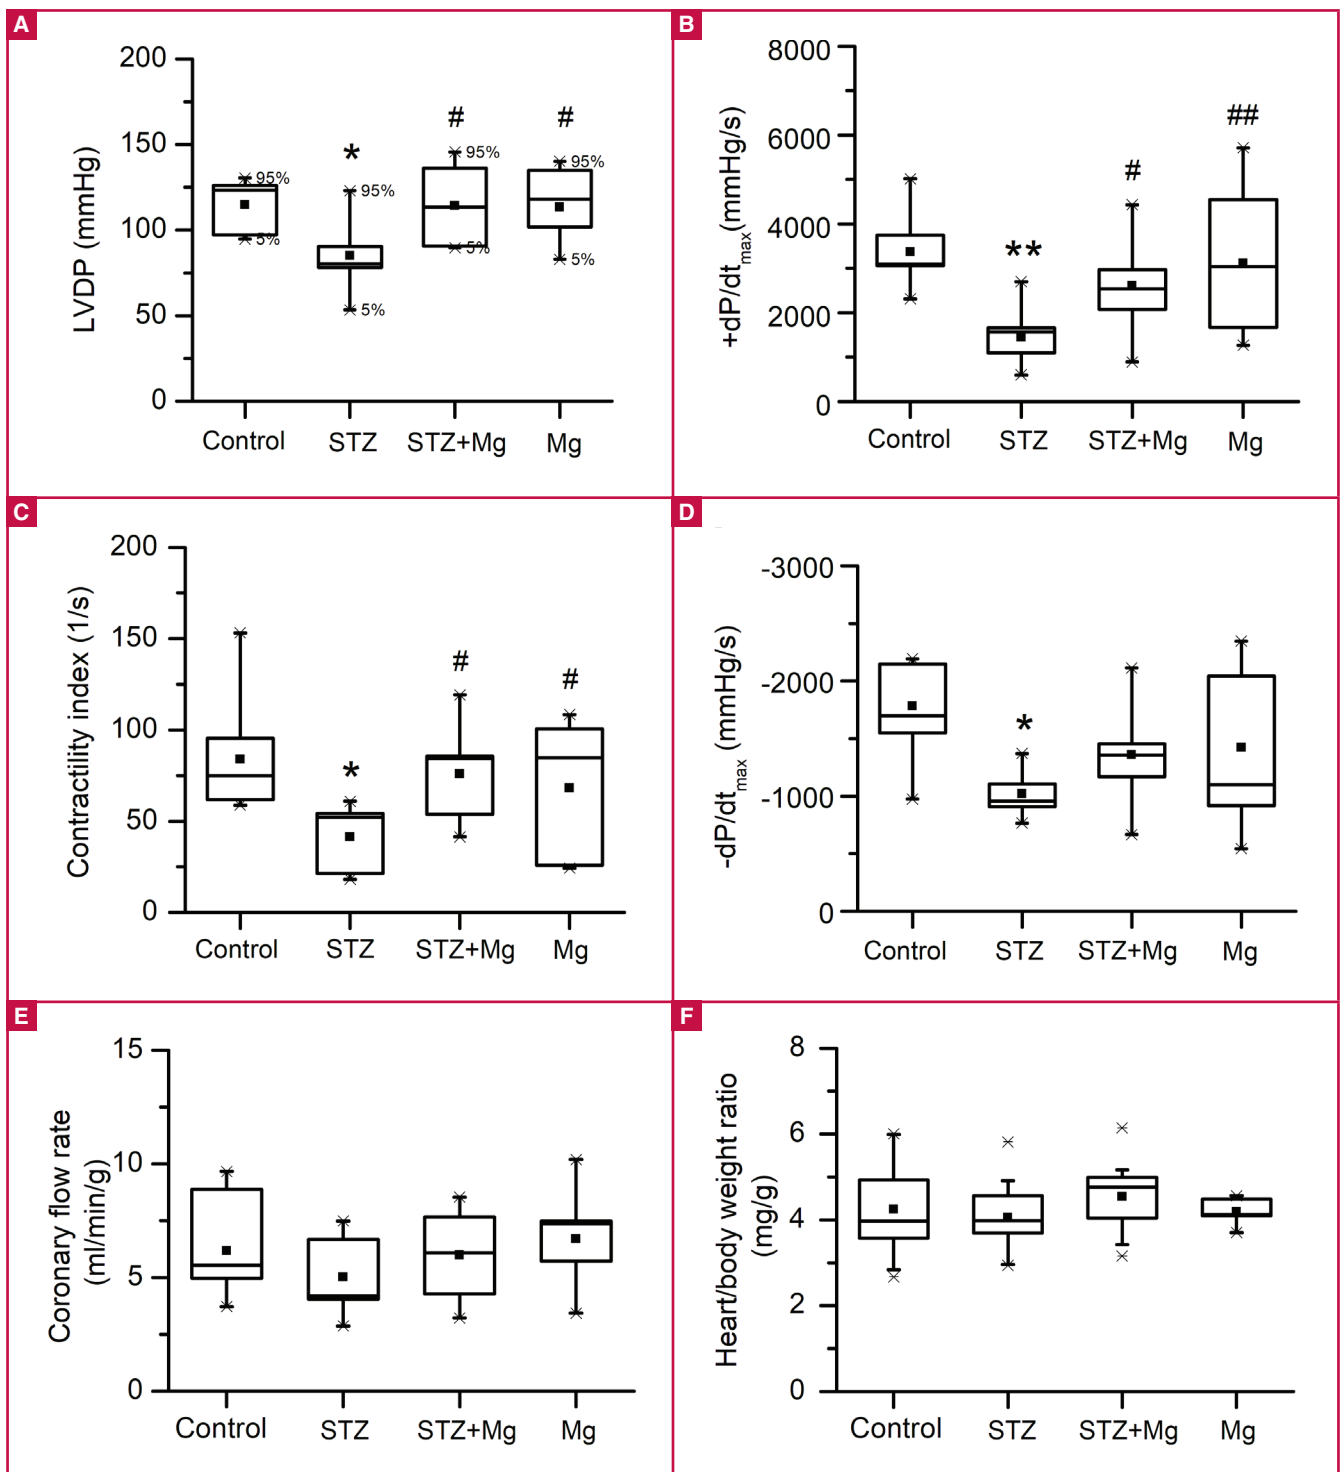 A
LVDP (mmHg)
200
150
100
50
0
95%
5%
*
95%
5%
#
95%
5%
#
95%
5%
Control STZ STZ+Mg Mg
B
+dP/dtmax(mmHg/s)
8000
6000
4000
2000
0
**
#
##
Control STZ STZ+Mg Mg
C
Contractility index (1/s)
200
150
100
50
0
*
#
#
Control STZ STZ+Mg Mg
D
-dP/dtmax (mmHg/s)
-3000
-2000
-1000
0
*
Control STZ STZ+Mg Mg
E
Coronary flow rate
(ml/min/g)
15
10
5
0
Control STZ STZ+Mg Mg
F
Heart/body weight ratio
(mg/g)
8
6
4
2
0
Control STZ STZ+Mg Mg